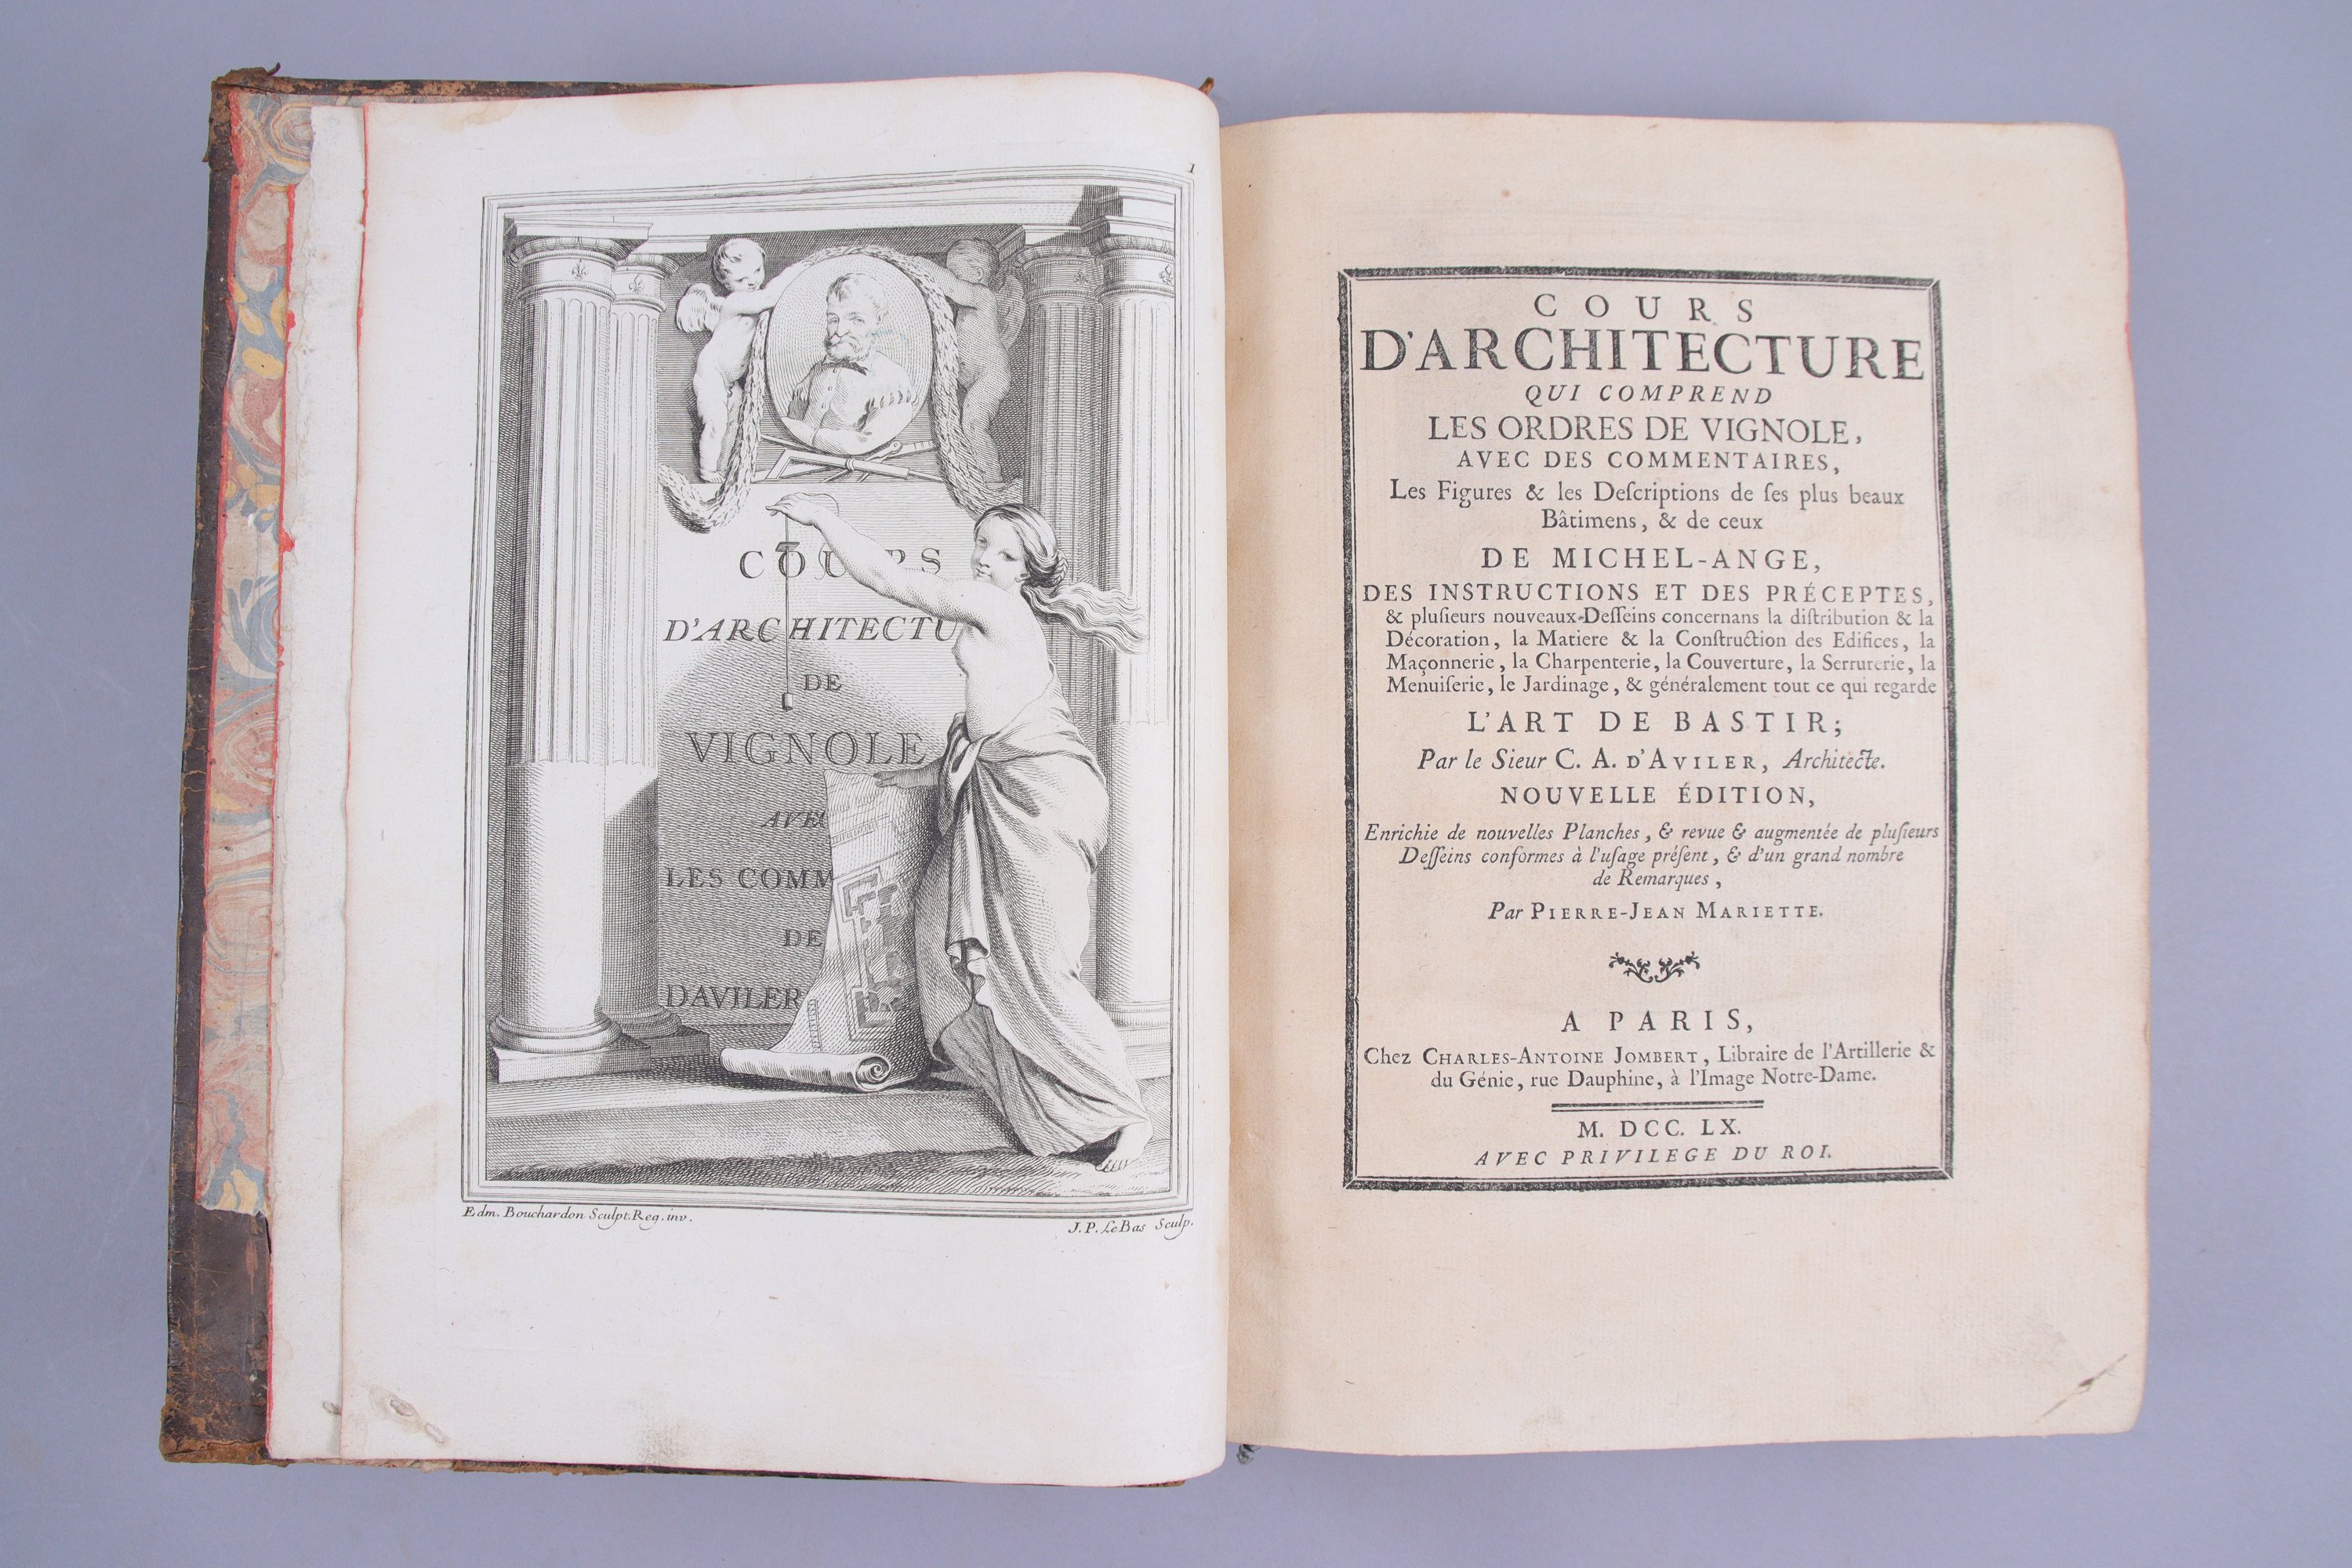 1
COURS
D'ARCHITECTU
DE
VIGNOLE
AVEC
LES COMM
DE
DAVILER
Edm. Bouchardon Sculpt. Reg. inv.
J. P. Le Bas Sculp.
COURS
D'ARCHITECTURE
QUI COMPREND
LES ORDRES DE VIGNOLE,
AVEC DES COMMENTAIRES,
Les Figures & les Deſcriptions de ſes plus beaux
Bâtimens, & de ceux
DE MICHEL-ANGE,
DES INSTRUCTIONS ET DES PRÉCEPTES,
& pluſieurs nouveaux-Deſſeins concernans la diſtribution & la
Décoration, la Matiere & la Conſtruction des Edifices, la
Maçonnerie, la Charpenterie, la Couverture, la Serrurerie, la
Menuiſerie, le Jardinage, & généralement tout ce qui regarde
L'ART DE BASTIR;
Par le Sieur C. A. D'AVILER, Architecte.
NOUVELLE ÉDITION,
Enrichie de nouvelles Planches, & revue & augmentée de pluſieurs
Deſſeins conformes à l'uſage préſent, & d'un grand nombre
de Remarques,
Par PIERRE-JEAN MARIETTE.
A PARIS,
Chez CHARLES-ANTOINE JOMBERT, Libraire de l'Artillerie &
du Génie, rue Dauphine, à l'Image Notre-Dame.
M. DCC. LX.
AVEC PRIVILEGE DU ROI.